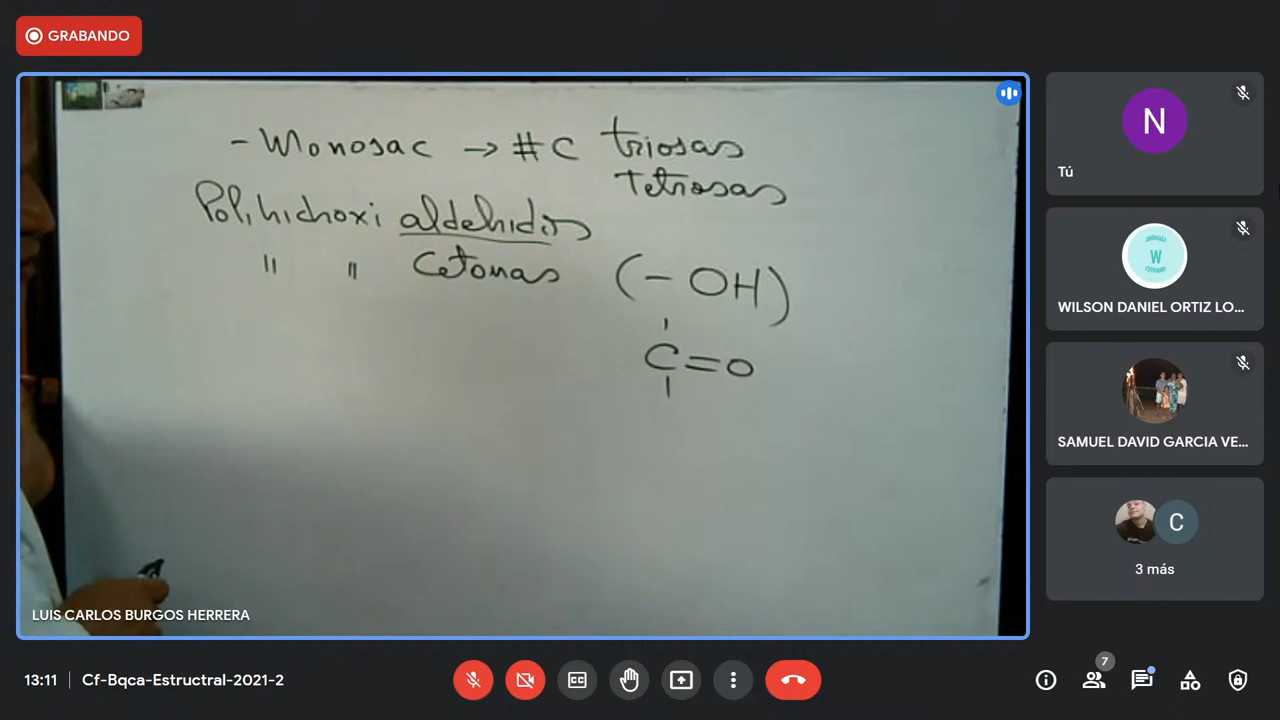 GRABANDO
- Monosac → #C triosas
Tetrosas
Polihidroxi aldehidos
" " Cetonas (- OH)
C=O
LUIS CARLOS BURGOS HERRERA
N
Tú
W
WILSON DANIEL ORTIZ LO...
SAMUEL DAVID GARCIA VE...
C
3 más
13:11 | Cf-Bqca-Estructral-2021-2
7